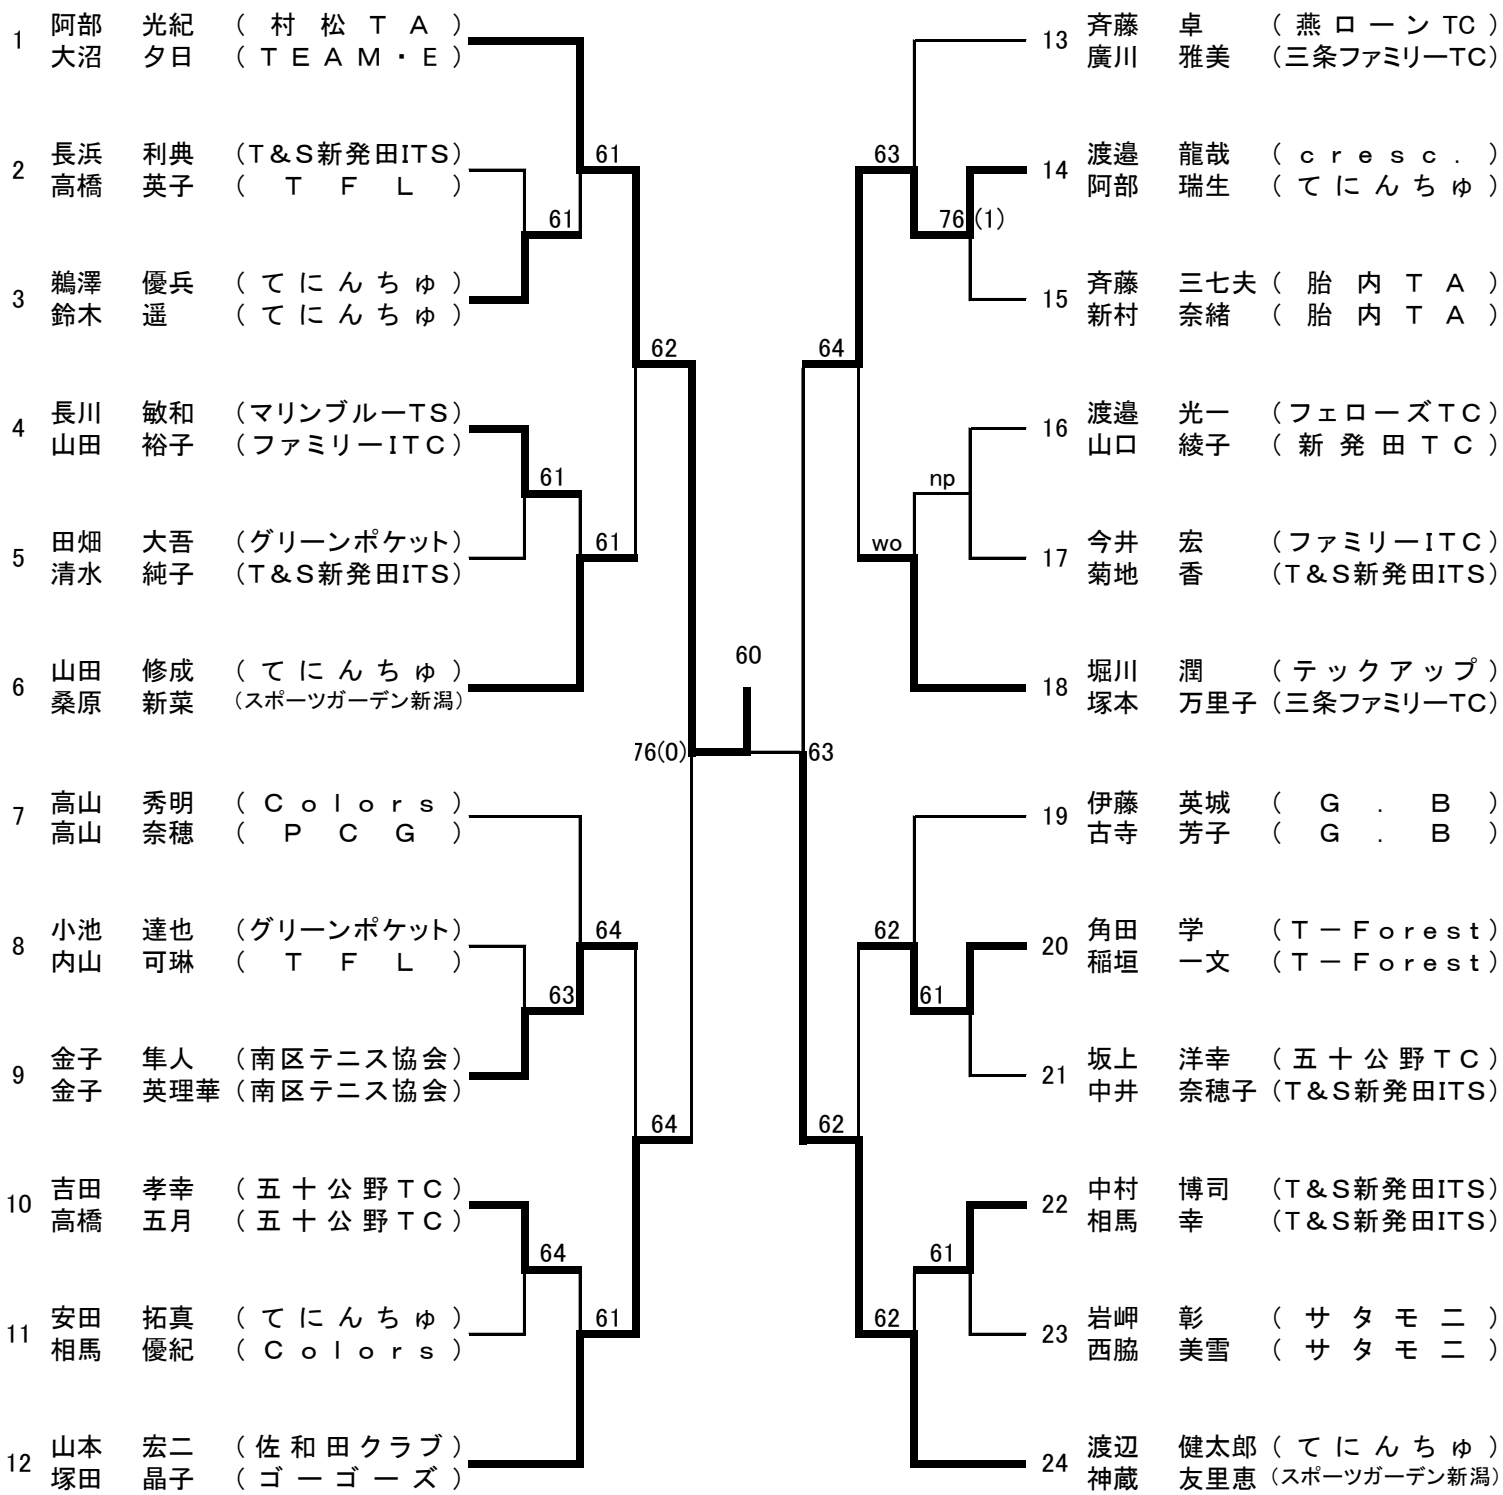 1
阿部 光紀 (村松TA)
大沼 夕日 (TEAM・E)
2
長浜 利典 (T&S新発田ITS)
高橋 英子 (TFL)
3
鵜澤 優兵 (てにんちゅ)
鈴木 遥 (てにんちゅ)
4
長川 敏和 (マリンブルーTS)
山田 裕子 (ファミリーITC)
5
田畑 大吾 (グリーンポケット)
清水 純子 (T&S新発田ITS)
6
山田 修成 (てにんちゅ)
桑原 新菜 (スポーツガーデン新潟)
7
高山 秀明 (Colors)
高山 奈穂 (PCG)
8
小池 達也 (グリーンポケット)
内山 可琳 (TFL)
9
金子 隼人 (南区テニス協会)
金子 英理華 (南区テニス協会)
10
吉田 孝幸 (五十公野TC)
高橋 五月 (五十公野TC)
11
安田 拓真 (てにんちゅ)
相馬 優紀 (Colors)
12
山本 宏二 (佐和田クラブ)
塚田 晶子 (ゴーゴーズ)
61
61
61
61
63
64
64
61
62
64
76(0)
60
63
64
62
63
wo
62
62
76(1)
np
61
61
13
斉藤 卓 (燕ローンTC)
廣川 雅美 (三条ファミリーTC)
14
渡邉 龍哉 (cresc.)
阿部 瑞生 (てにんちゅ)
15
斉藤 三七夫 (胎内TA)
新村 奈緒 (胎内TA)
16
渡邉 光一 (フェローズTC)
山口 綾子 (新発田TC)
17
今井 宏 (ファミリーITC)
菊地 香 (T&S新発田ITS)
18
堀川 潤 (テックアップ)
塚本 万里子 (三条ファミリーTC)
19
伊藤 英城 (G.B)
古寺 芳子 (G.B)
20
角田 学 (T－Forest)
稲垣 一文 (T－Forest)
21
坂上 洋幸 (五十公野TC)
中井 奈穂子 (T&S新発田ITS)
22
中村 博司 (T&S新発田ITS)
相馬 幸 (T&S新発田ITS)
23
岩岬 彰 (サタモニ)
西脇 美雪 (サタモニ)
24
渡辺 健太郎 (てにんちゅ)
神蔵 友里恵 (スポーツガーデン新潟)